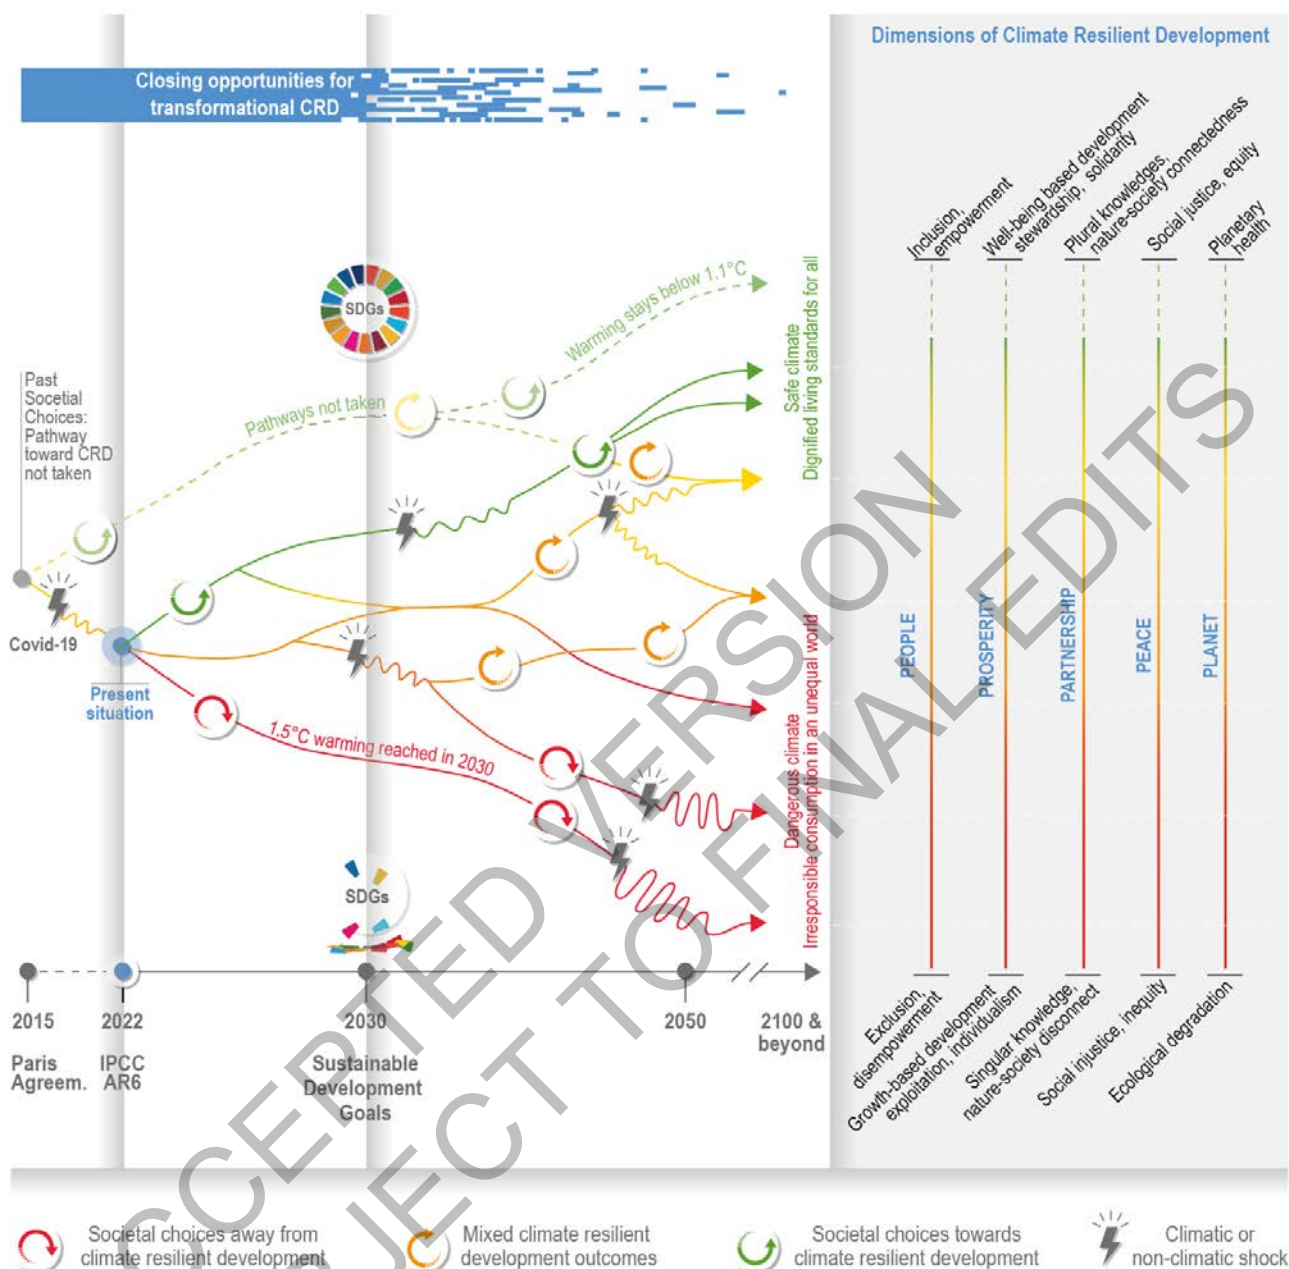 Dimensions of Climate Resilient Development
Closing opportunities for
transformational CRD
Inclusion,
empowerment
Well-being based development
stewardship, solidarity
Plural knowledges,
nature-society connectedness
Social justice, equity
Planetary
health
SDGs
Warming stays below 1.1°C
Pathways not taken
Past
Societial
Choices:
Pathway
toward CRD
not taken
Safe climate
Dignified living standards for all
Covid-19
Present
situation
1.5°C warming reached in 2030
Dangerous climate
Irresponsible consumption in an unequal world
PEOPLE
PROSPERITY
PARTNERSHIP
PEACE
PLANET
SDGs
2015
2022
2030
2050
2100 &
beyond
Paris
Agreem.
IPCC
AR6
Sustainable
Development
Goals
Exclusion,
disempowerment
Growth-based development
exploitation, individualism
Singular knowledge,
nature-society disconnect
Social injustice, inequity
Ecological degradation
Societal choices away from
climate resilient development
Mixed climate resilient
development outcomes
Societal choices towards
climate resilient development
Climatic or
non-climatic shock
CCEPTED VERSION
JECT TO FINAL EDITS